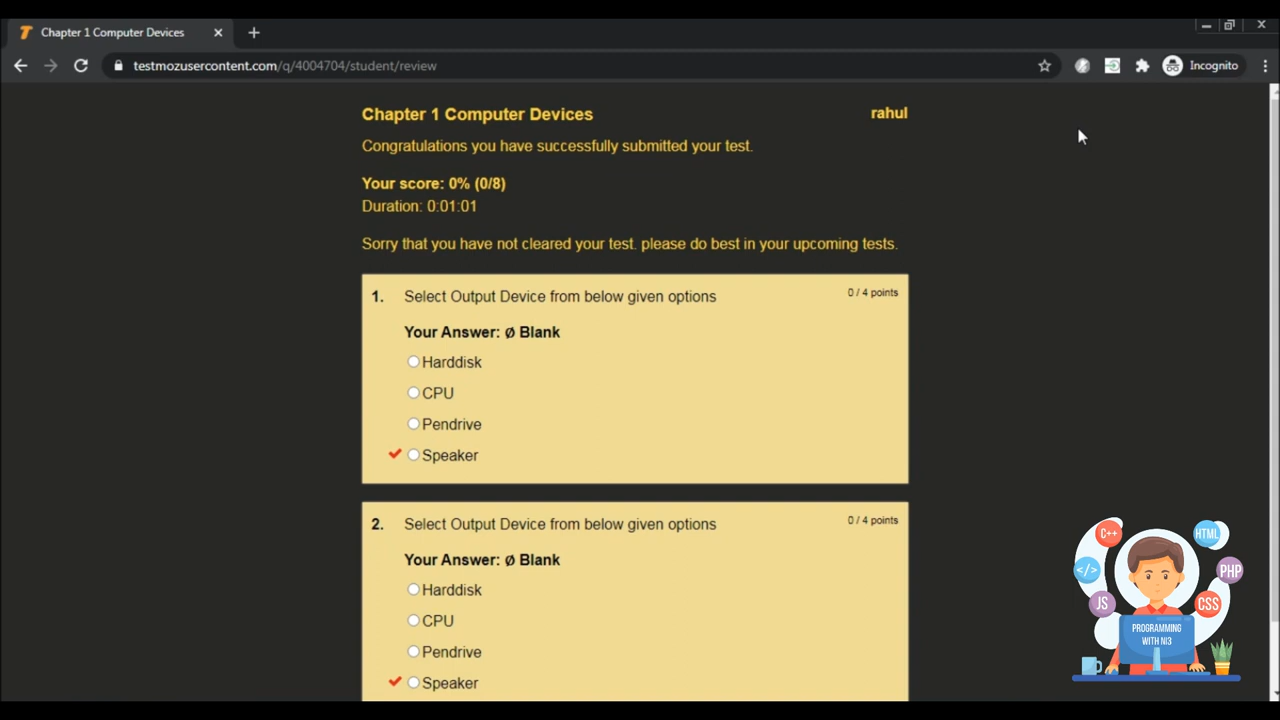 Chapter 1 Computer Devices
testmozusercontent.com/q/4004704/student/review
Incognito
Chapter 1 Computer Devices
rahul
Congratulations you have successfully submitted your test.
Your score: 0% (0/8)
Duration: 0:01:01
Sorry that you have not cleared your test. please do best in your upcoming tests.
1. Select Output Device from below given options
0 / 4 points
Your Answer: Ø Blank
Harddisk
CPU
Pendrive
Speaker
2. Select Output Device from below given options
0 / 4 points
Your Answer: Ø Blank
Harddisk
CPU
Pendrive
Speaker
C++
HTML
</>
PHP
JS
CSS
PROGRAMMING
WITH NI3